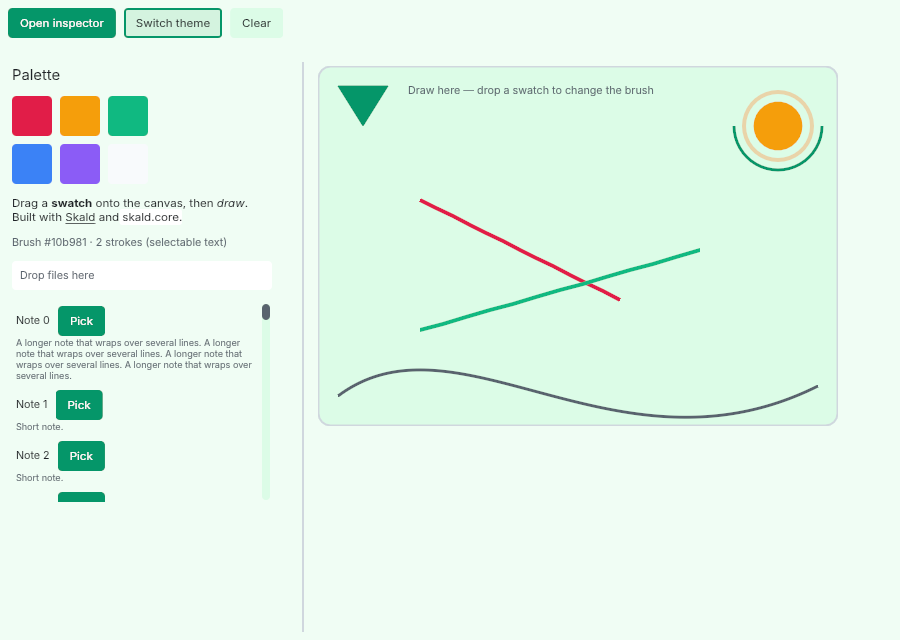 Open inspector
Switch theme
Clear
Palette
Draw here — drop a swatch to change the brush
Drag a swatch onto the canvas, then draw.
Built with Skald and skald.core.
Brush #10b981 · 2 strokes (selectable text)
Drop files here
Note 0
Pick
A longer note that wraps over several lines. A longer
note that wraps over several lines. A longer note that
wraps over several lines. A longer note that wraps over
several lines.
Note 1
Pick
Short note.
Note 2
Pick
Short note.